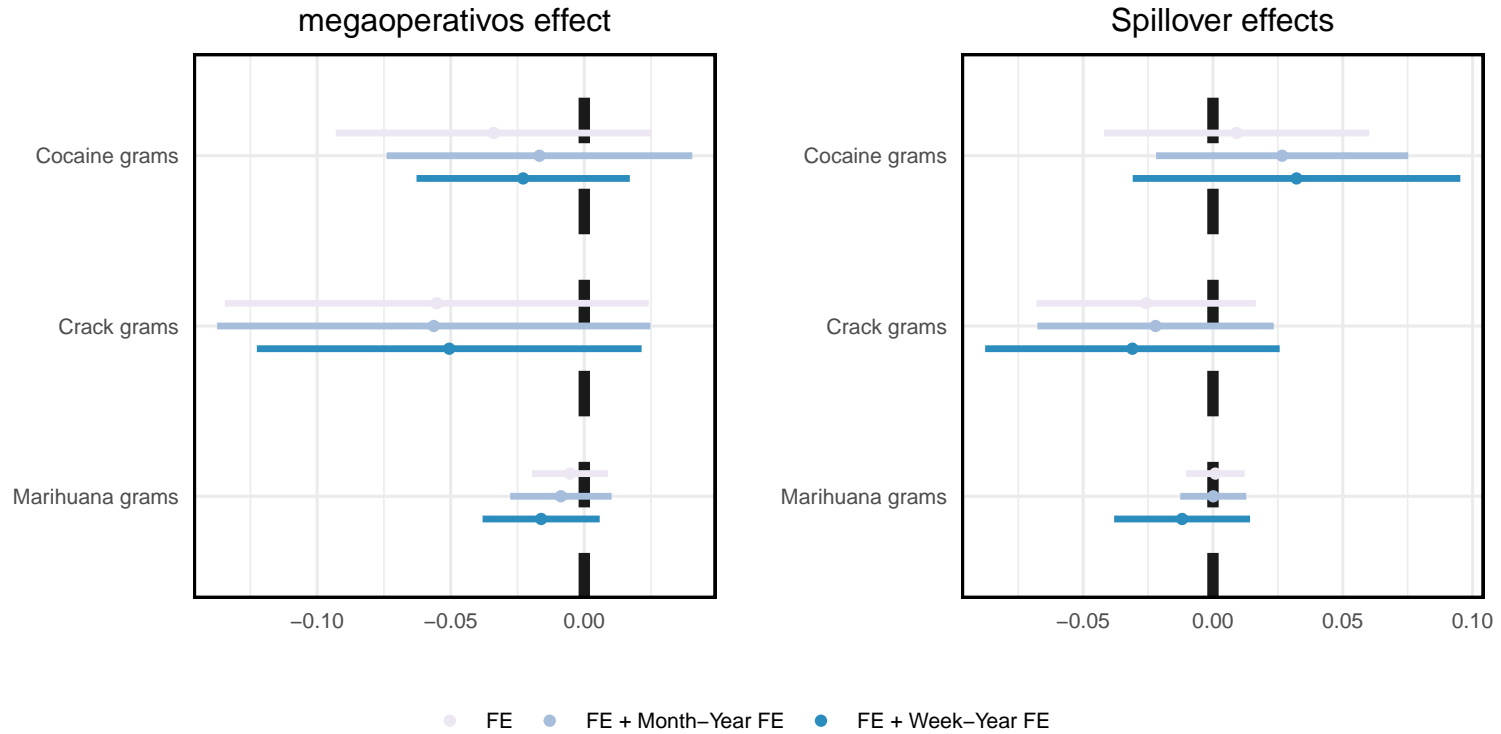 megaoperativos effect
Cocaine grams
Crack grams
Marihuana grams
−0.10 −0.05 0.00
Spillover effects
Cocaine grams
Crack grams
Marihuana grams
−0.05 0.00 0.05 0.10
FE FE + Month−Year FE FE + Week−Year FE